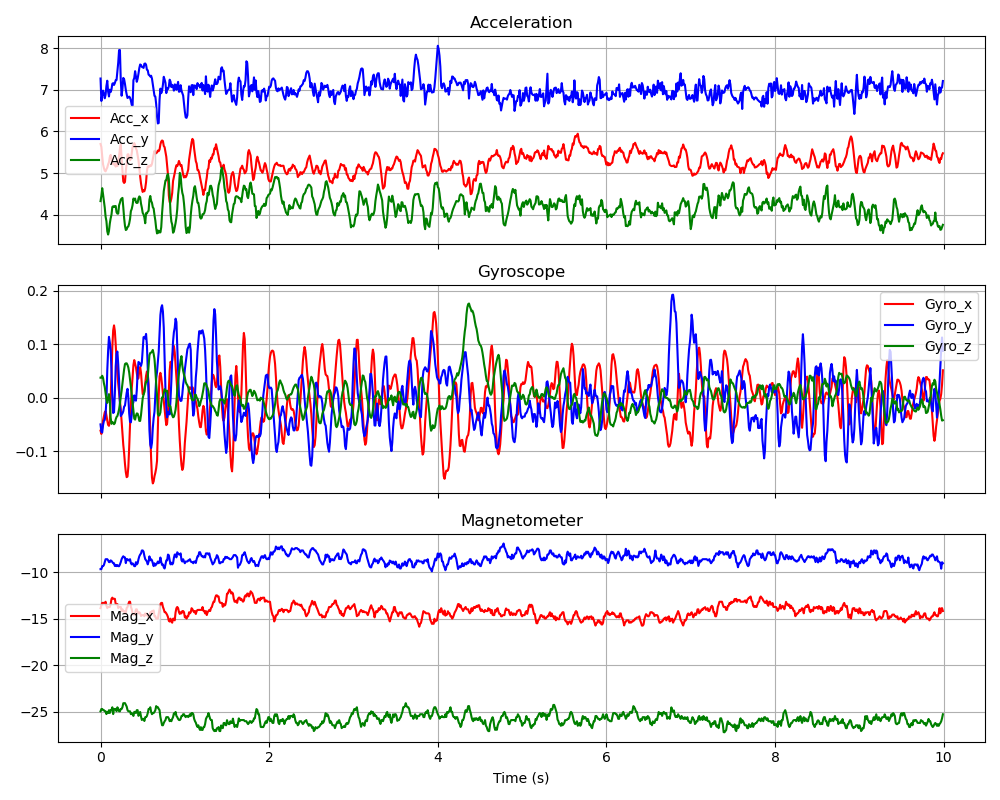 Acceleration
8
7
6
5
4
Acc_x
Acc_y
Acc_z
Gyroscope
0.2
0.1
0.0
−0.1
Gyro_x
Gyro_y
Gyro_z
Magnetometer
−10
−15
−20
−25
Mag_x
Mag_y
Mag_z
0 2 4 6 8 10
Time (s)